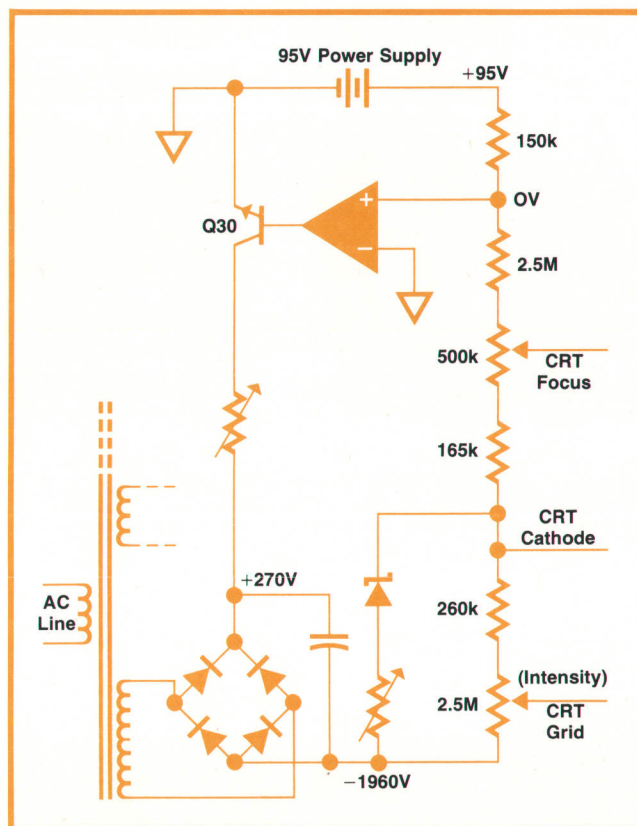 95V Power Supply
+95V
150k
+
0V
Q30
−
2.5M
500k
CRT
Focus
165k
CRT
Cathode
+270V
AC
Line
260k
(Intensity)
2.5M
CRT
Grid
−1960V